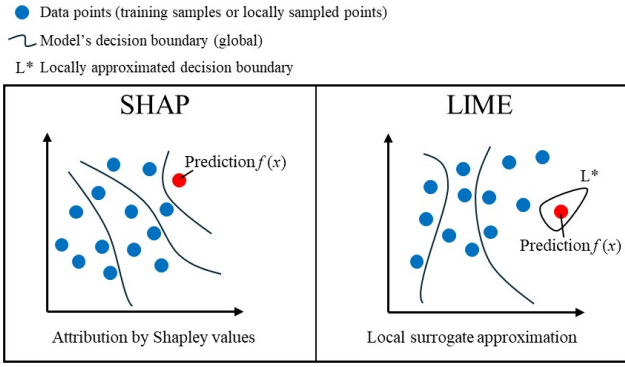 Data points (training samples or locally sampled points)
Model's decision boundary (global)
L* Locally approximated decision boundary
SHAP
Prediction f (x)
Attribution by Shapley values
LIME
L*
Prediction f (x)
Local surrogate approximation